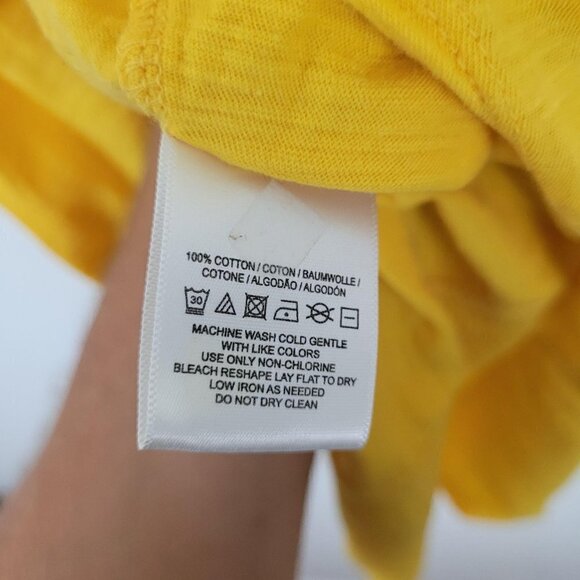 100% COTTON / COTON / BAUMWOLLE /
COTONE / ALGODÃO / ALGODÓN
30
MACHINE WASH COLD GENTLE
WITH LIKE COLORS
USE ONLY NON-CHLORINE
BLEACH RESHAPE LAY FLAT TO DRY
LOW IRON AS NEEDED
DO NOT DRY CLEAN